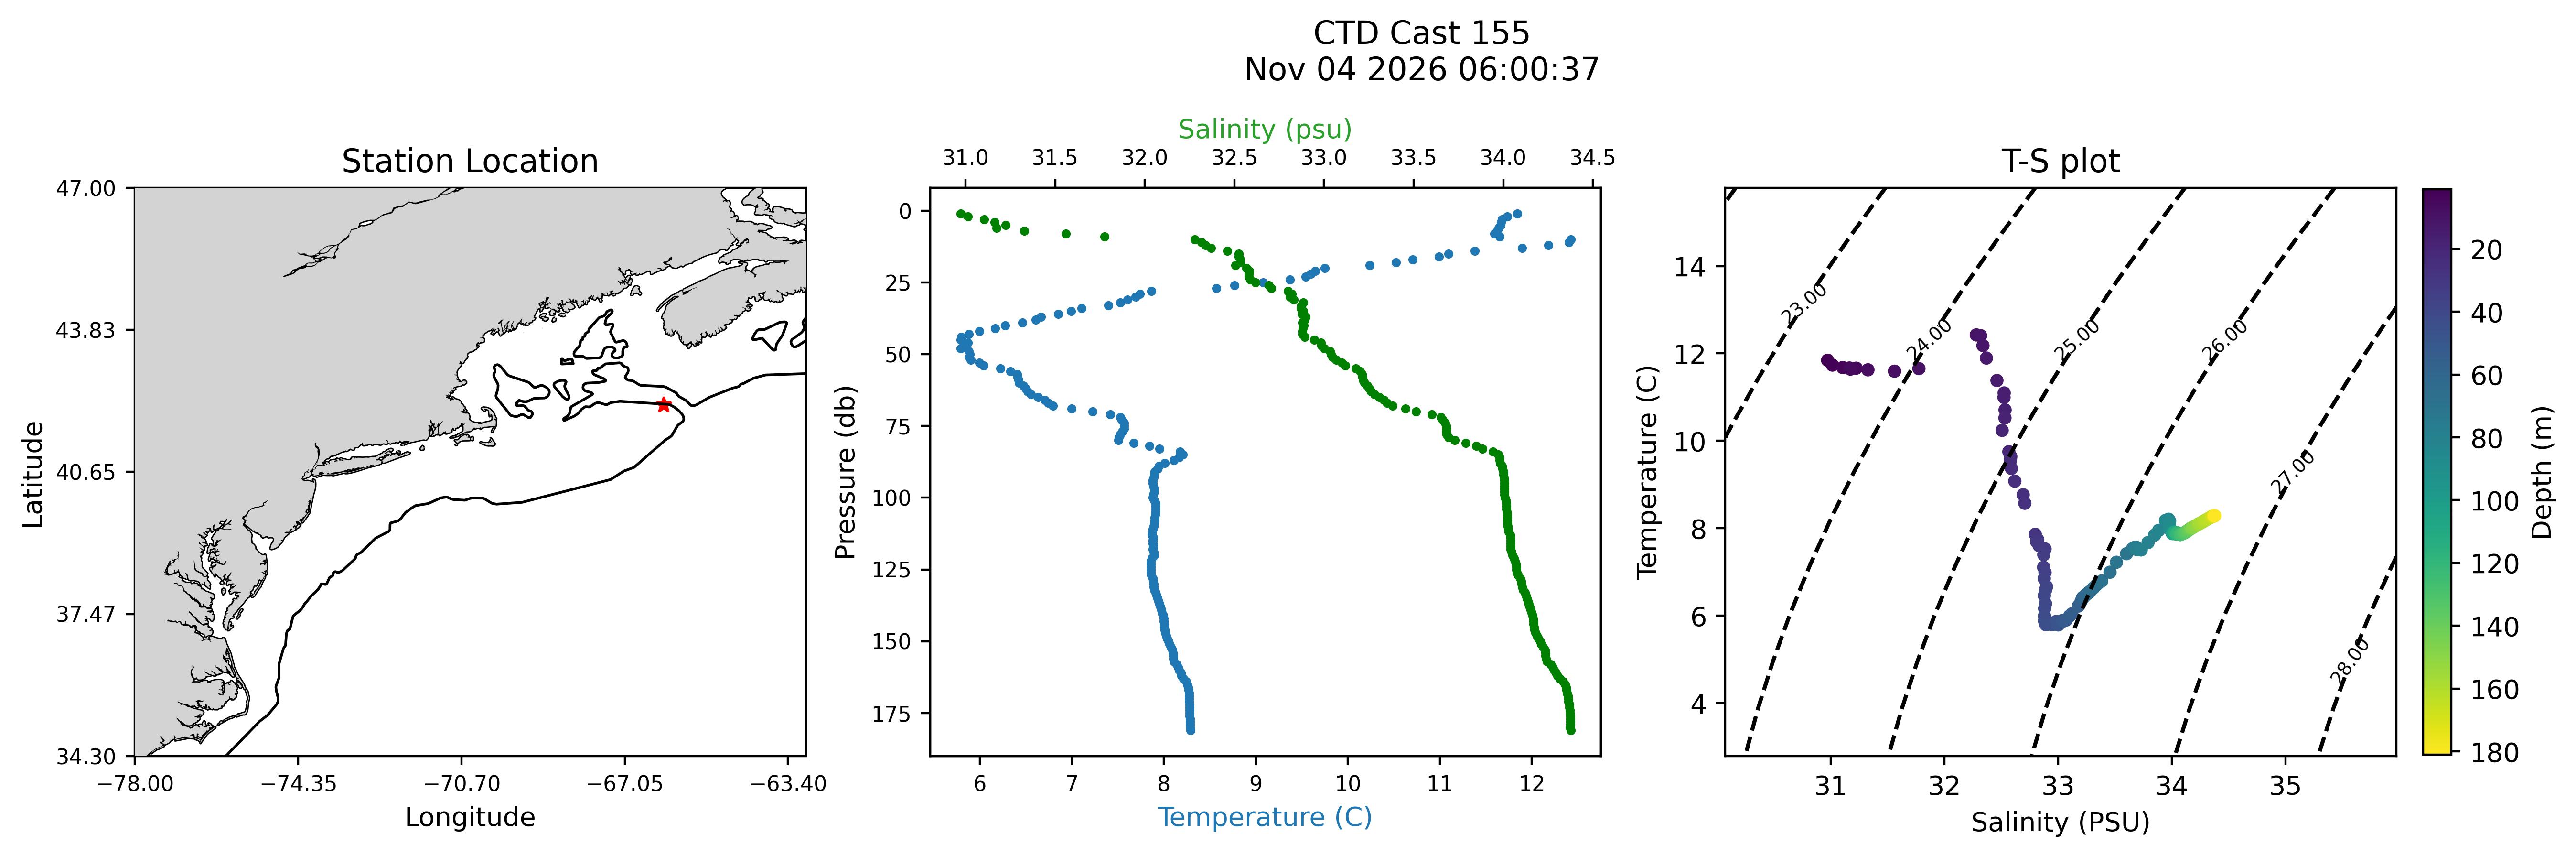 CTD Cast 155
Nov 04 2026 06:00:37
Station Location
47.00
43.83
40.65
37.47
34.30
Latitude
−78.00 −74.35 −70.70 −67.05 −63.40
Longitude
Salinity (psu)
31.0 31.5 32.0 32.5 33.0 33.5 34.0 34.5
0
25
50
75
100
125
150
175
Pressure (db)
6 7 8 9 10 11 12
Temperature (C)
T-S plot
14
12
10
8
6
4
Temperature (C)
23.00
24.00
25.00
26.00
27.00
28.00
31 32 33 34 35
Salinity (PSU)
20
40
60
80
100
120
140
160
180
Depth (m)